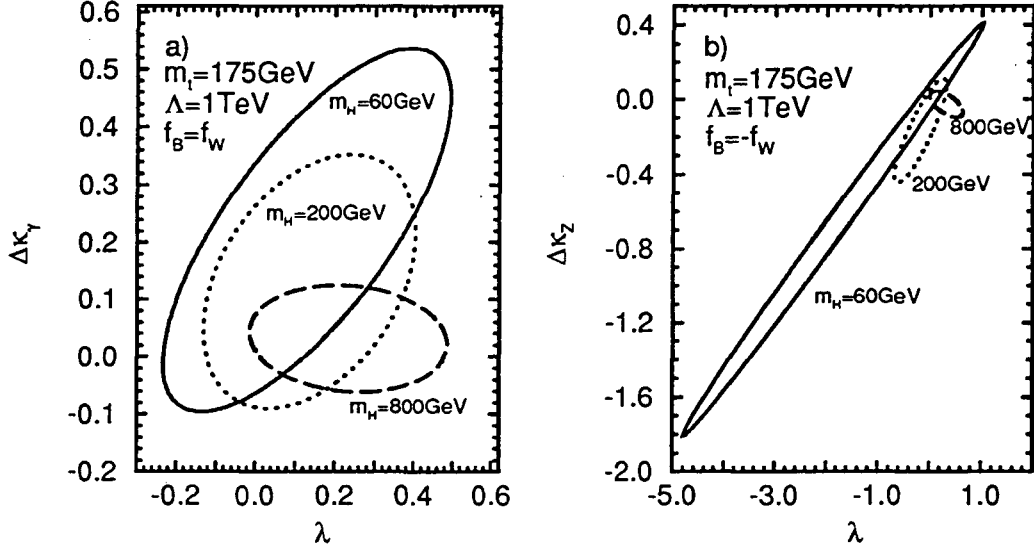 a)
m_t=175GeV
Λ=1TeV
f_B=f_W
m_H=60GeV
m_H=200GeV
m_H=800GeV
0.6
0.5
0.4
0.3
0.2
0.1
0.0
-0.1
-0.2
Δκ_γ
-0.2 0.0 0.2 0.4 0.6
λ
b)
m_t=175GeV
Λ=1TeV
f_B=-f_W
800GeV
200GeV
m_H=60GeV
0.4
0.0
-0.4
-0.8
-1.2
-1.6
-2.0
Δκ_Z
-5.0 -3.0 -1.0 1.0
λ